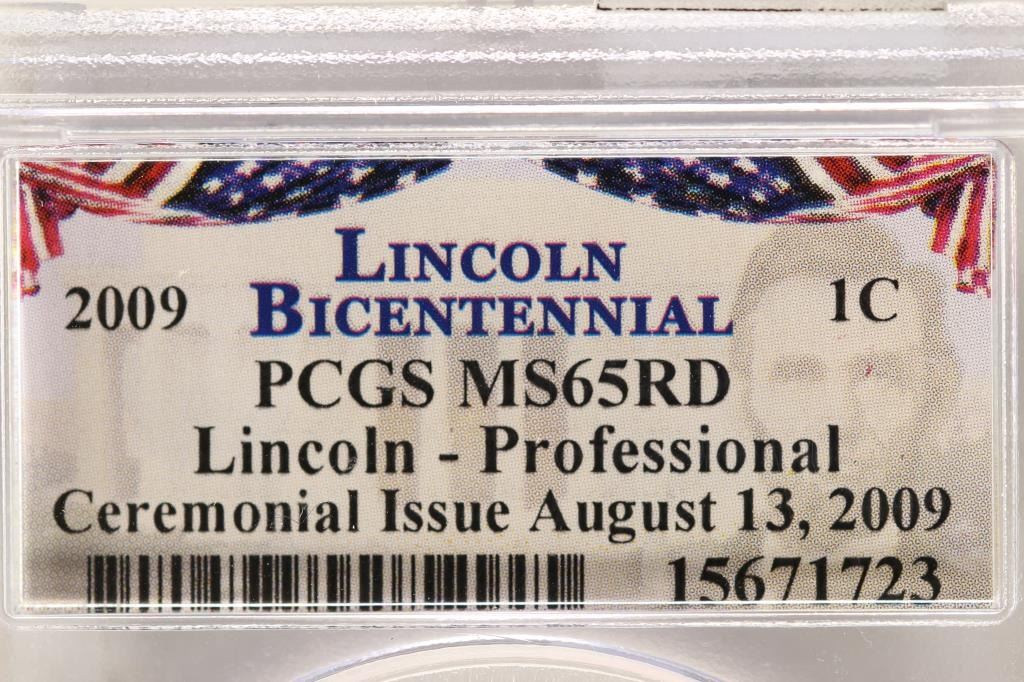 LINCOLN
2009 BICENTENNIAL 1C
PCGS MS65RD
Lincoln - Professional
Ceremonial Issue August 13, 2009
15671723